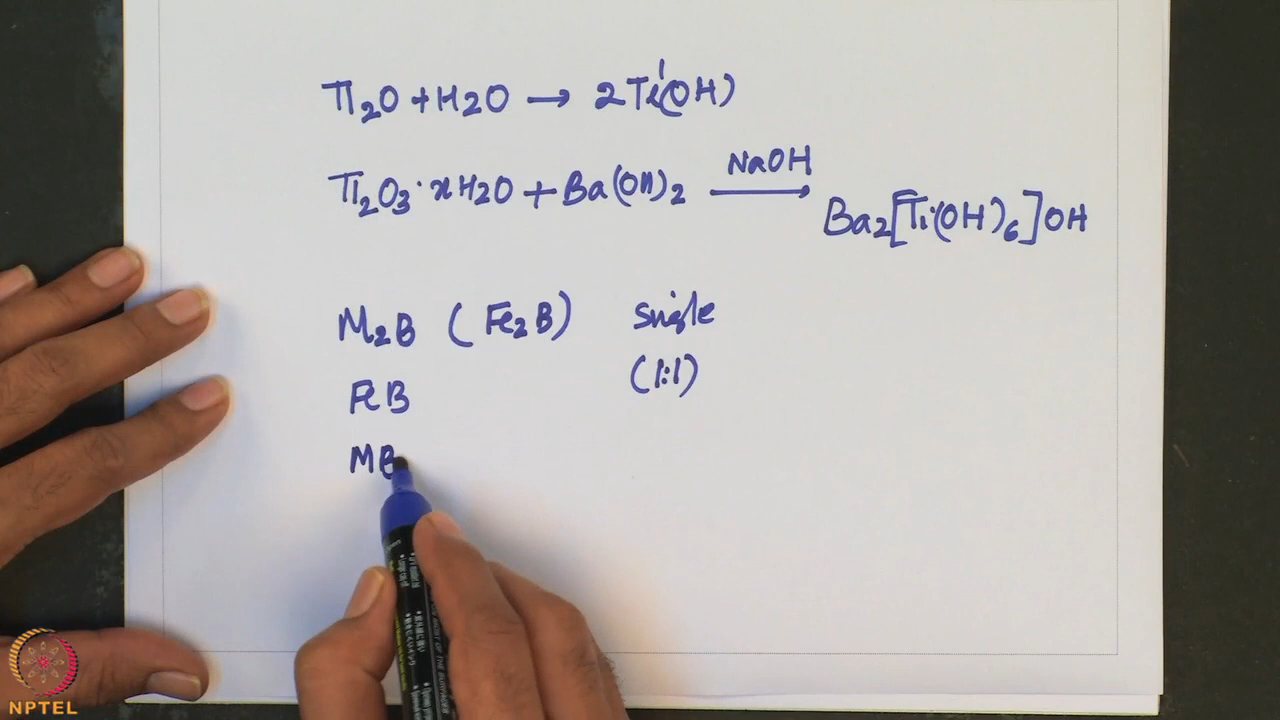 Tl2O + H2O → 2Tl(OH)
Tl2O3·xH2O + Ba(OH)2 NaOH → Ba2[Tl(OH)6]OH
M2B (Fe2B) single
(1:1)
FeB
MB
NPTEL